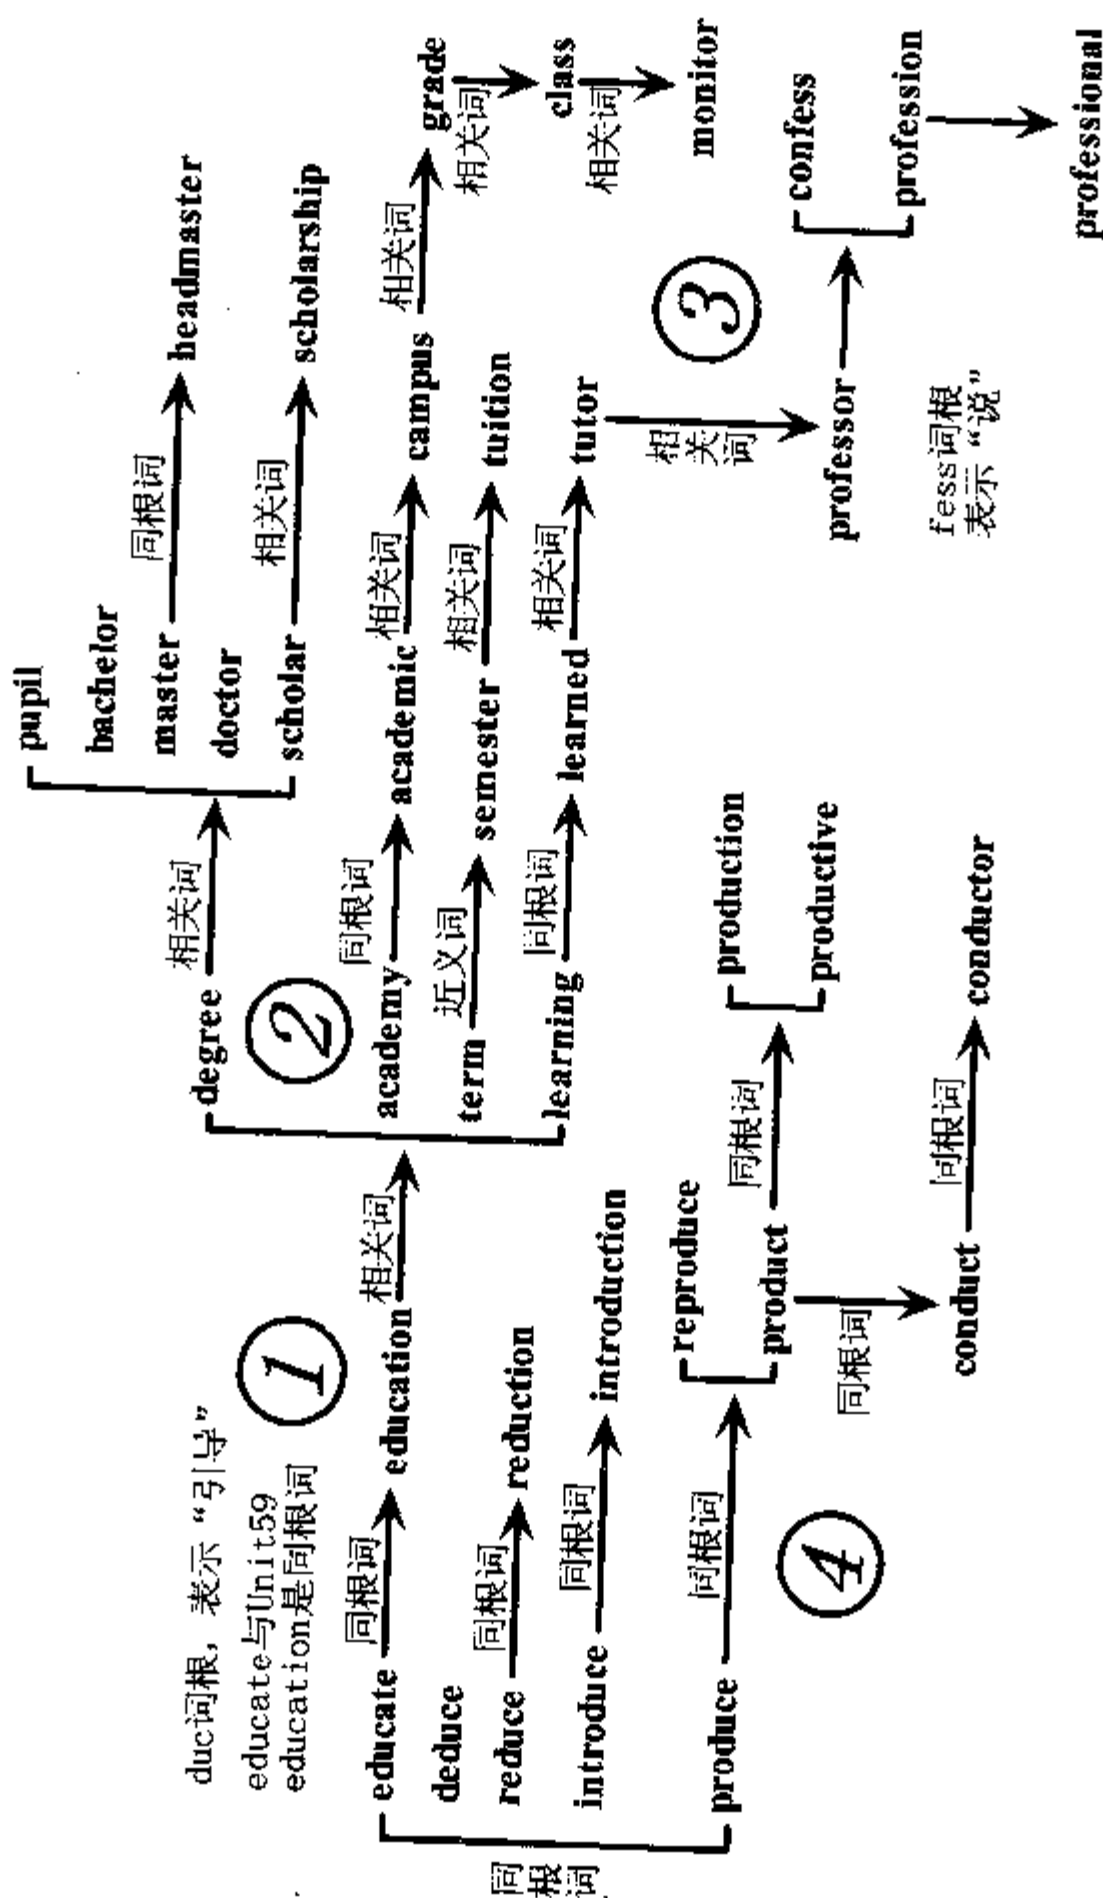 duc词根，表示“引导”
educate与Unit59
education是同根词
①
同根词
educate
同根词
education
相关词
deduce
reduce
同根词
reduction
introduce
同根词
introduction
produce
同根词
②
degree
相关词
pupil
bachelor
master
同根词
headmaster
doctor
scholar
相关词
scholarship
academy
同根词
academic
相关词
campus
相关词
grade
相关词
class
相关词
monitor
term
近义词
semester
相关词
tuition
learning
同根词
learned
相关词
tutor
相关词
③
professor
confess
profession
professional
fess词根
表示“说”
④
reproduce
product
同根词
production
productive
同根词
conduct
同根词
conductor